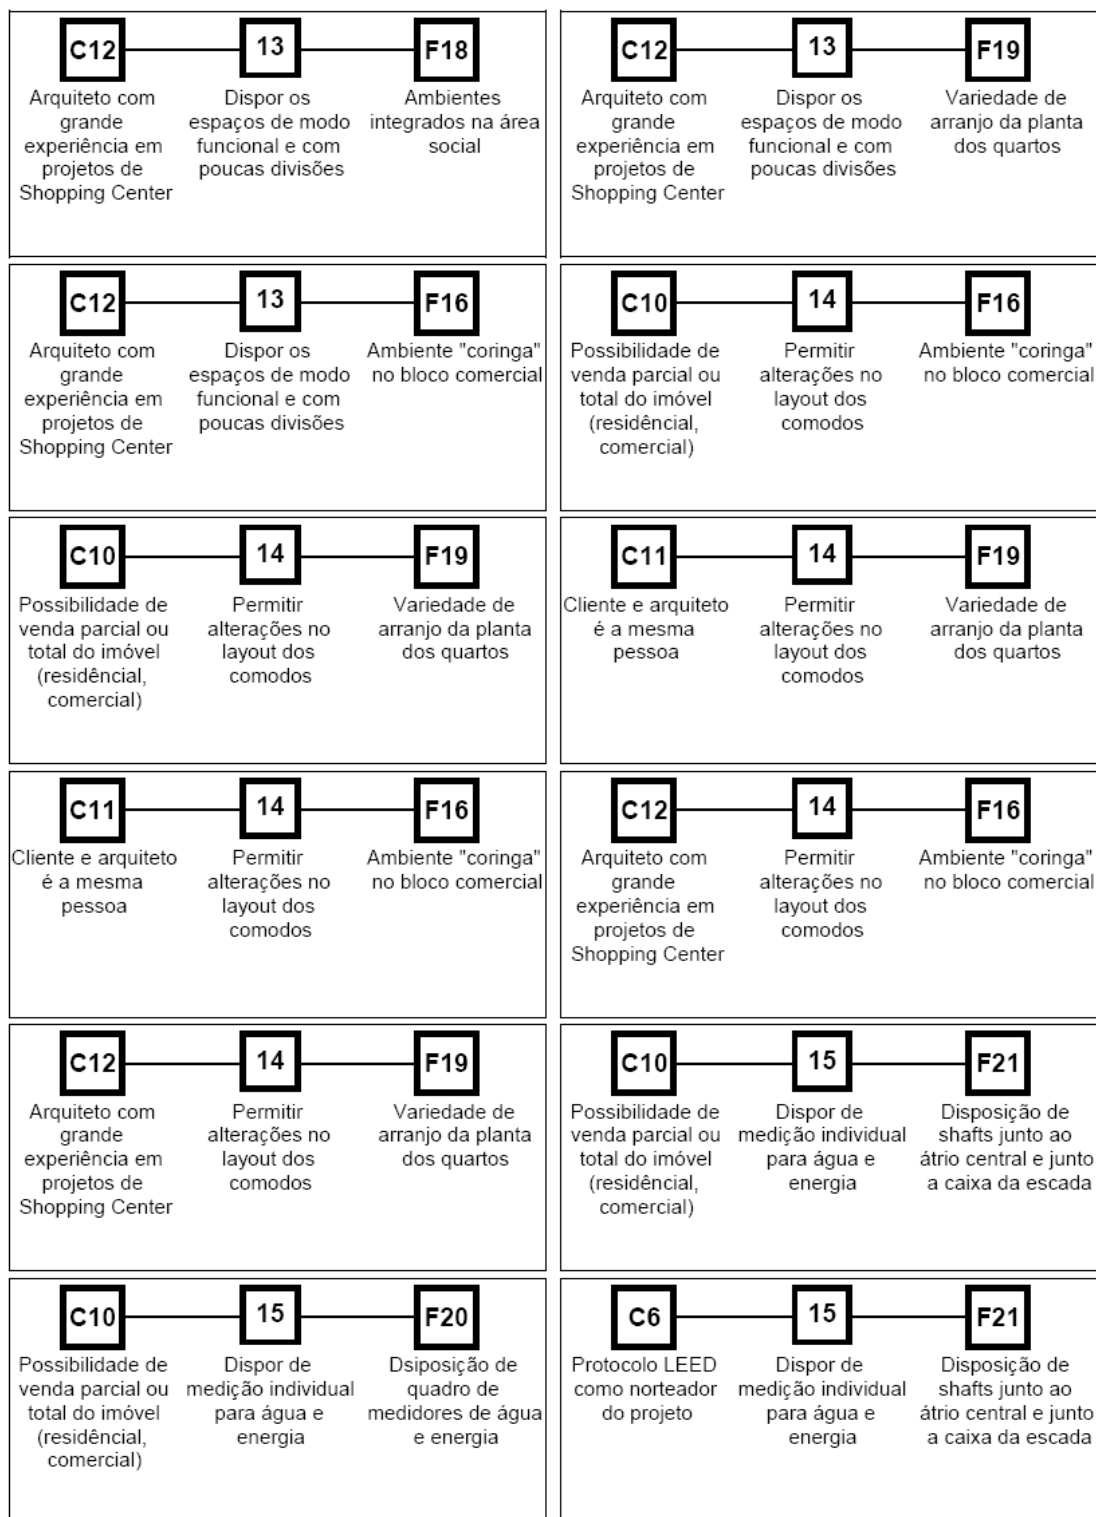 C12
13
F18
Arquiteto com
grande
experiência em
projetos de
Shopping Center
Dispor os
espaços de modo
funcional e com
poucas divisões
Ambientes
integrados na área
social
C12
13
F19
Arquiteto com
grande
experiência em
projetos de
Shopping Center
Dispor os
espaços de modo
funcional e com
poucas divisões
Variedade de
arranjo da planta
dos quartos
C12
13
F16
Arquiteto com
grande
experiência em
projetos de
Shopping Center
Dispor os
espaços de modo
funcional e com
poucas divisões
Ambiente "coringa"
no bloco comercial
C10
14
F16
Possibilidade de
venda parcial ou
total do imóvel
(residêncial,
comercial)
Permitir
alterações no
layout dos
comodos
Ambiente "coringa"
no bloco comercial
C10
14
F19
Possibilidade de
venda parcial ou
total do imóvel
(residêncial,
comercial)
Permitir
alterações no
layout dos
comodos
Variedade de
arranjo da planta
dos quartos
C11
14
F19
Cliente e arquiteto
é a mesma
pessoa
Permitir
alterações no
layout dos
comodos
Variedade de
arranjo da planta
dos quartos
C11
14
F16
Cliente e arquiteto
é a mesma
pessoa
Permitir
alterações no
layout dos
comodos
Ambiente "coringa"
no bloco comercial
C12
14
F16
Arquiteto com
grande
experiência em
projetos de
Shopping Center
Permitir
alterações no
layout dos
comodos
Ambiente "coringa"
no bloco comercial
C12
14
F19
Arquiteto com
grande
experiência em
projetos de
Shopping Center
Permitir
alterações no
layout dos
comodos
Variedade de
arranjo da planta
dos quartos
C10
15
F21
Possibilidade de
venda parcial ou
total do imóvel
(residêncial,
comercial)
Dispor de
medição individual
para água e
energia
Disposição de
shafts junto ao
átrio central e junto
a caixa da escada
C10
15
F20
Possibilidade de
venda parcial ou
total do imóvel
(residêncial,
comercial)
Dispor de
medição individual
para água e
energia
Dsiposição de
quadro de
medidores de água
e energia
C6
15
F21
Protocolo LEED
como norteador
do projeto
Dispor de
medição individual
para água e
energia
Disposição de
shafts junto ao
átrio central e junto
a caixa da escada